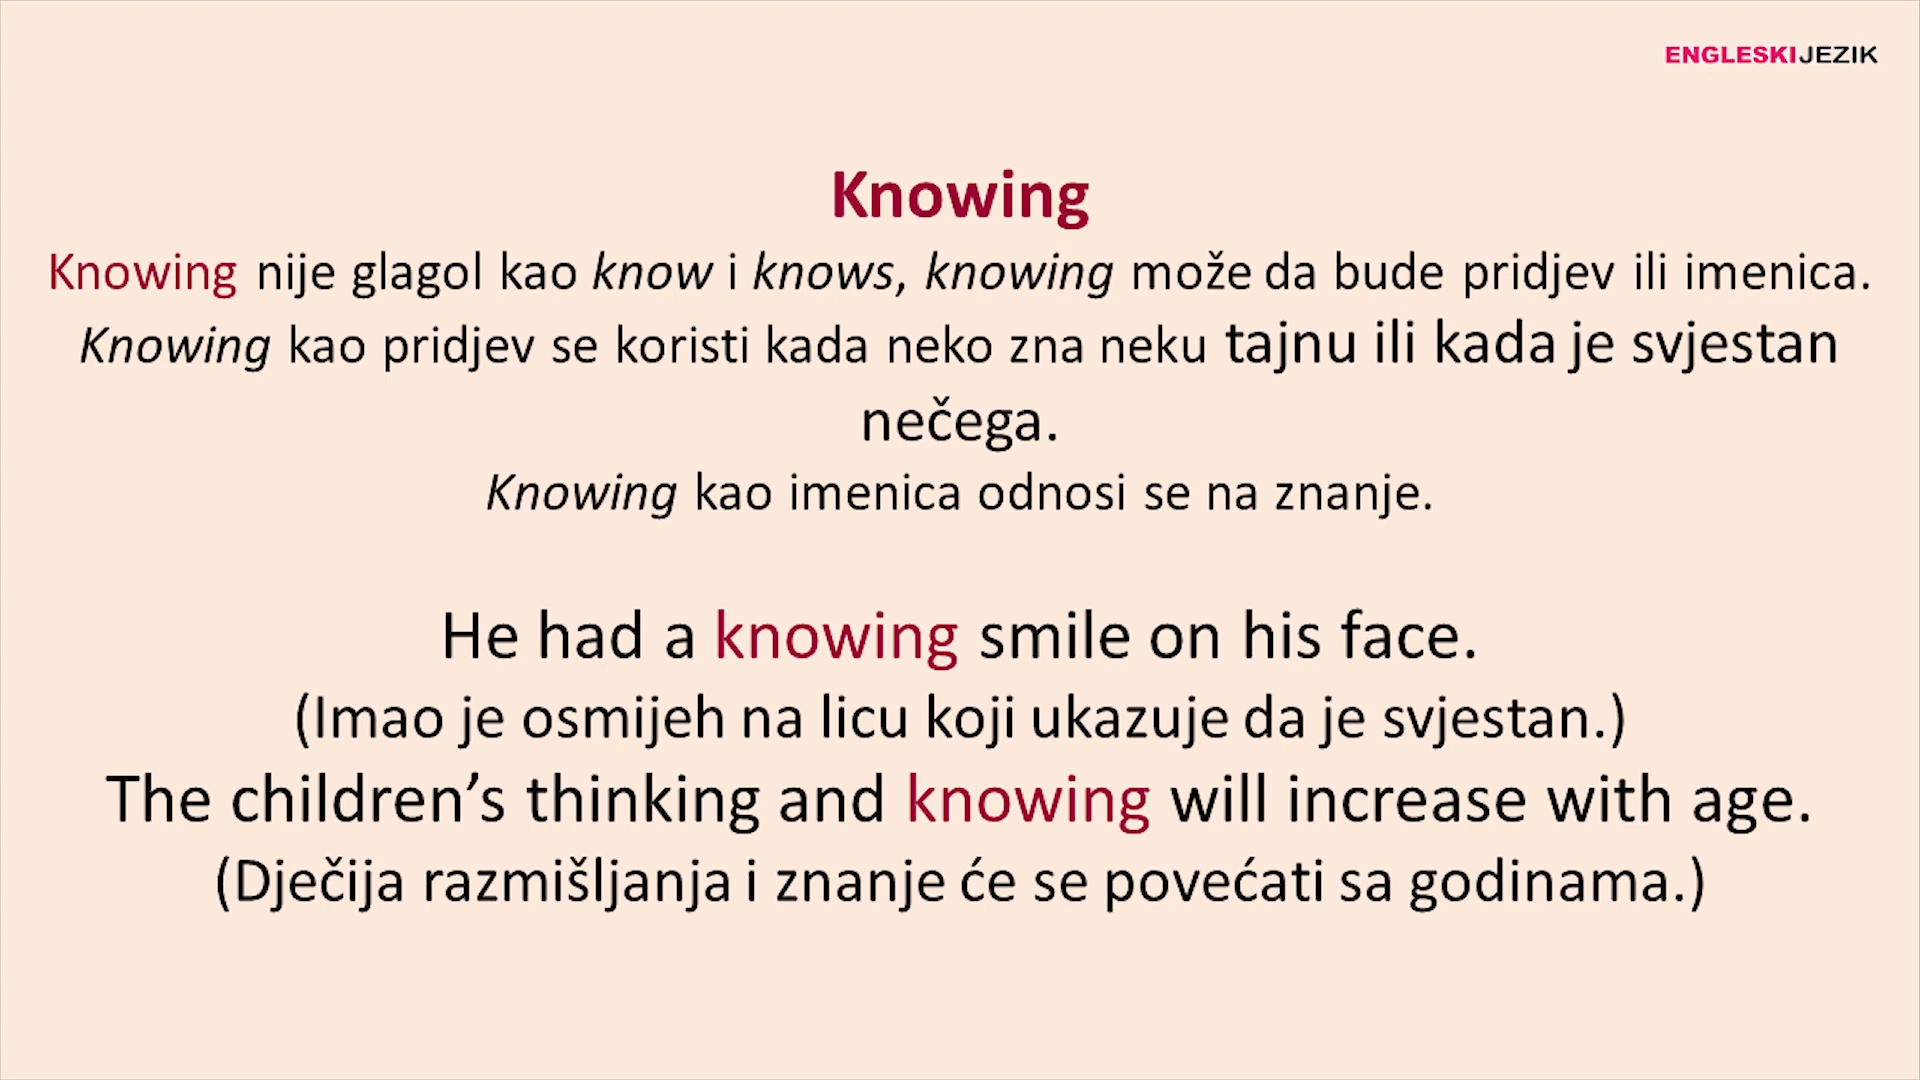 ENGLESKIJEZIK
Knowing
Knowing nije glagol kao know i knows, knowing može da bude pridjev ili imenica.
Knowing kao pridjev se koristi kada neko zna neku tajnu ili kada je svjestan
nečega.
Knowing kao imenica odnosi se na znanje.
He had a knowing smile on his face.
(Imao je osmijeh na licu koji ukazuje da je svjestan.)
The children’s thinking and knowing will increase with age.
(Dječija razmišljanja i znanje će se povećati sa godinama.)